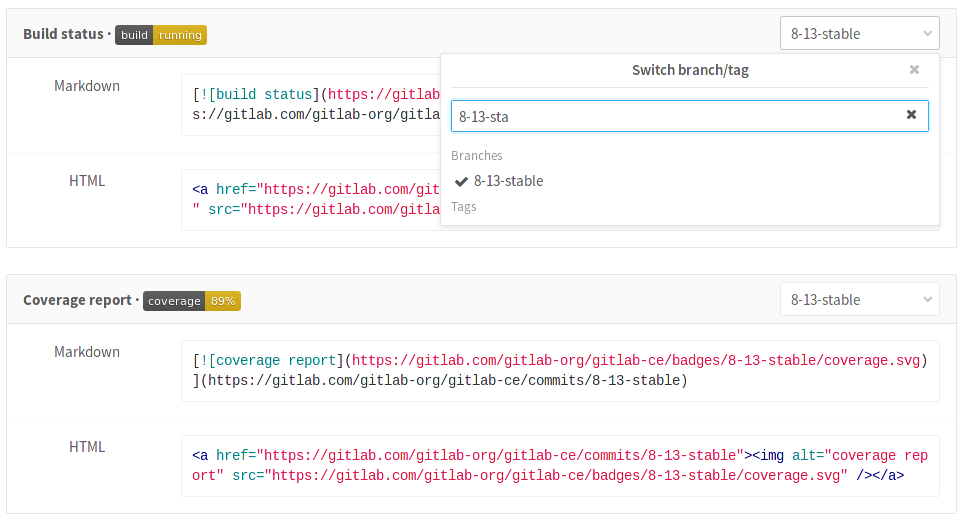 Build status · build running 8-13-stable
Switch branch/tag
Markdown
[![build status](https://gitlab
s://gitlab.com/gitlab-org/gitla
8-13-sta
Branches
8-13-stable
Tags
HTML
<a href="https://gitlab.com/git
" src="https://gitlab.com/gitla
Coverage report · coverage 89% 8-13-stable
Markdown
[![coverage report](https://gitlab.com/gitlab-org/gitlab-ce/badges/8-13-stable/coverage.svg)
](https://gitlab.com/gitlab-org/gitlab-ce/commits/8-13-stable)
HTML
<a href="https://gitlab.com/gitlab-org/gitlab-ce/commits/8-13-stable"><img alt="coverage rep
ort" src="https://gitlab.com/gitlab-org/gitlab-ce/badges/8-13-stable/coverage.svg" /></a>